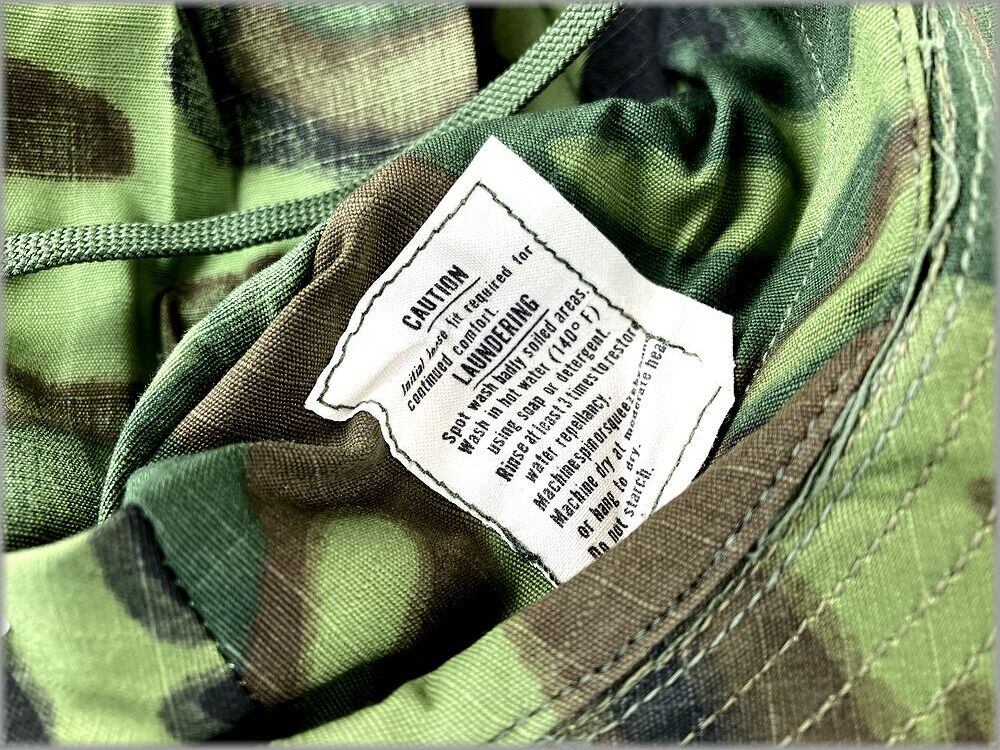 CAUTION
Initial loose fit required for
continued comfort.
LAUNDERING
Spot wash badly soiled areas.
Wash in hot water (140° F)
using soap or detergent.
Rinse at least 3 times to restore
water repellancy.
Machine spin or squeeze
Machine dry at moderate hea
or hang to dry.
Do not starch.